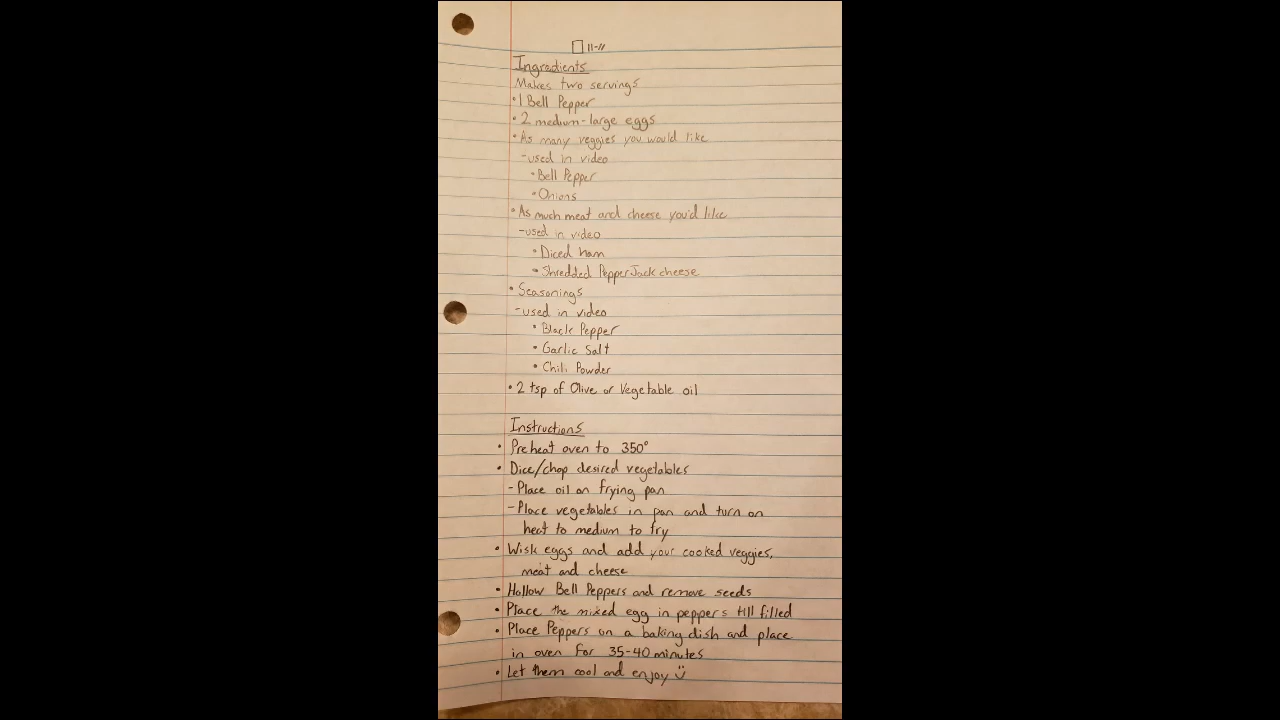 11-11
Ingredients
Makes two servings
• 1 Bell Pepper
• 2 medium-large eggs
• As many veggies you would like
-used in video
• Bell Pepper
• Onions
• As much meat and cheese you'd like
-used in video
• Diced ham
• Shredded PepperJack cheese
• Seasonings
-used in video
• Black Pepper
• Garlic Salt
• Chili Powder
• 2 tsp of Olive or Vegetable oil
Instructions
• Preheat oven to 350°
• Dice/chop desired vegetables
- Place oil on frying pan
- Place vegetables in pan and turn on
heat to medium to fry
• Wisk eggs and add your cooked veggies,
meat and cheese
• Hollow Bell Peppers and remove seeds
• Place the mixed egg in peppers till filled
• Place Peppers on a baking dish and place
in oven for 35-40 minutes
• Let them cool and enjoy